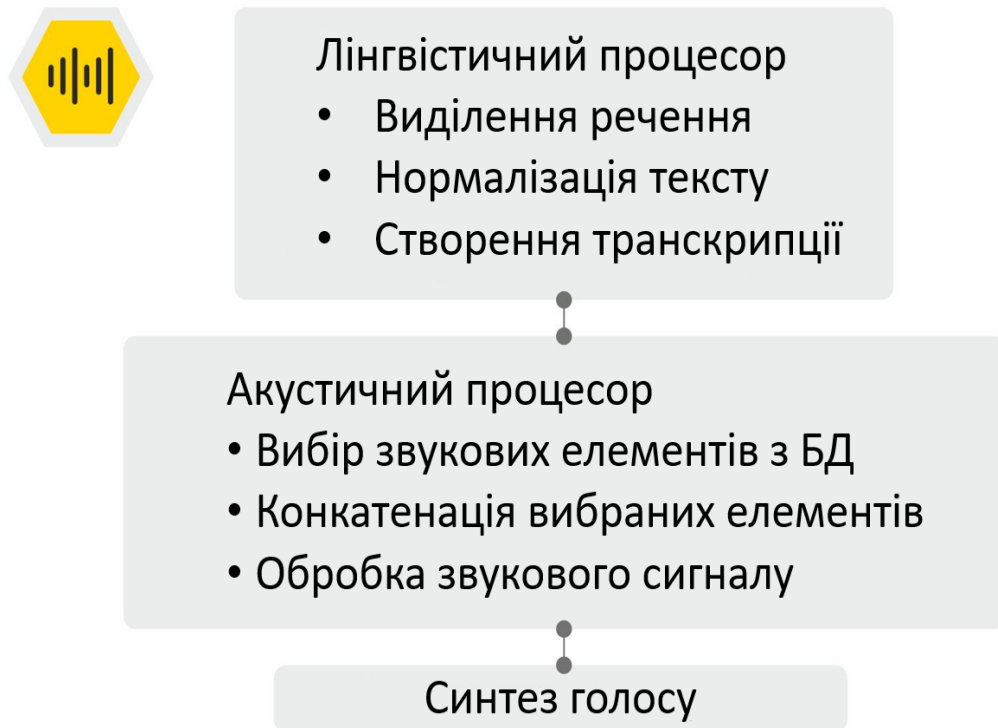 Лінгвістичний процесор
• Виділення речення
• Нормалізація тексту
• Створення транскрипції
Акустичний процесор
• Вибір звукових елементів з БД
• Конкатенація вибраних елементів
• Обробка звукового сигналу
Синтез голосу